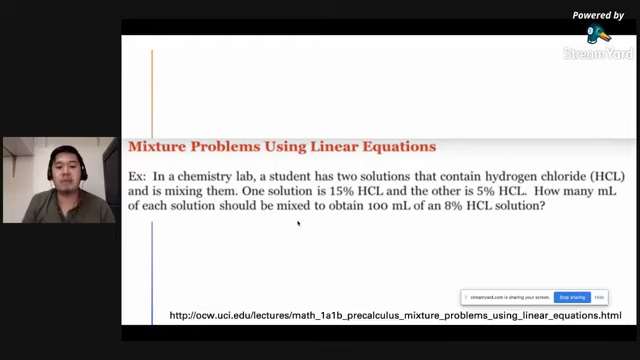 Powered by
StreamYard
Mixture Problems Using Linear Equations
Ex: In a chemistry lab, a student has two solutions that contain hydrogen chloride (HCL)
and is mixing them. One solution is 15% HCL and the other is 5% HCL. How many mL
of each solution should be mixed to obtain 100 mL of an 8% HCL solution?
streamyard.com is sharing your screen.
Stop sharing
Hide
http://ocw.uci.edu/lectures/math_1a1b_precalculus_mixture_problems_using_linear_equations.html